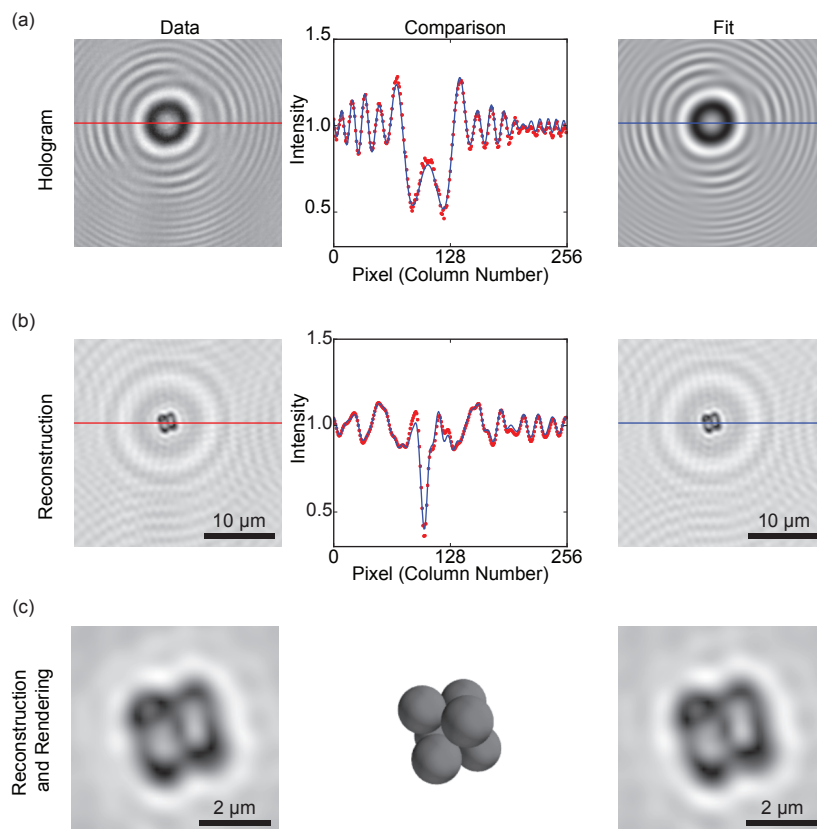 (a)
Data
Comparison
Fit
Hologram
Intensity
1.5
1.0
0.5
0
128
256
Pixel (Column Number)
(b)
Reconstruction
10 µm
Intensity
1.5
1.0
0.5
0
128
256
Pixel (Column Number)
10 µm
(c)
Reconstruction
and Rendering
2 µm
2 µm